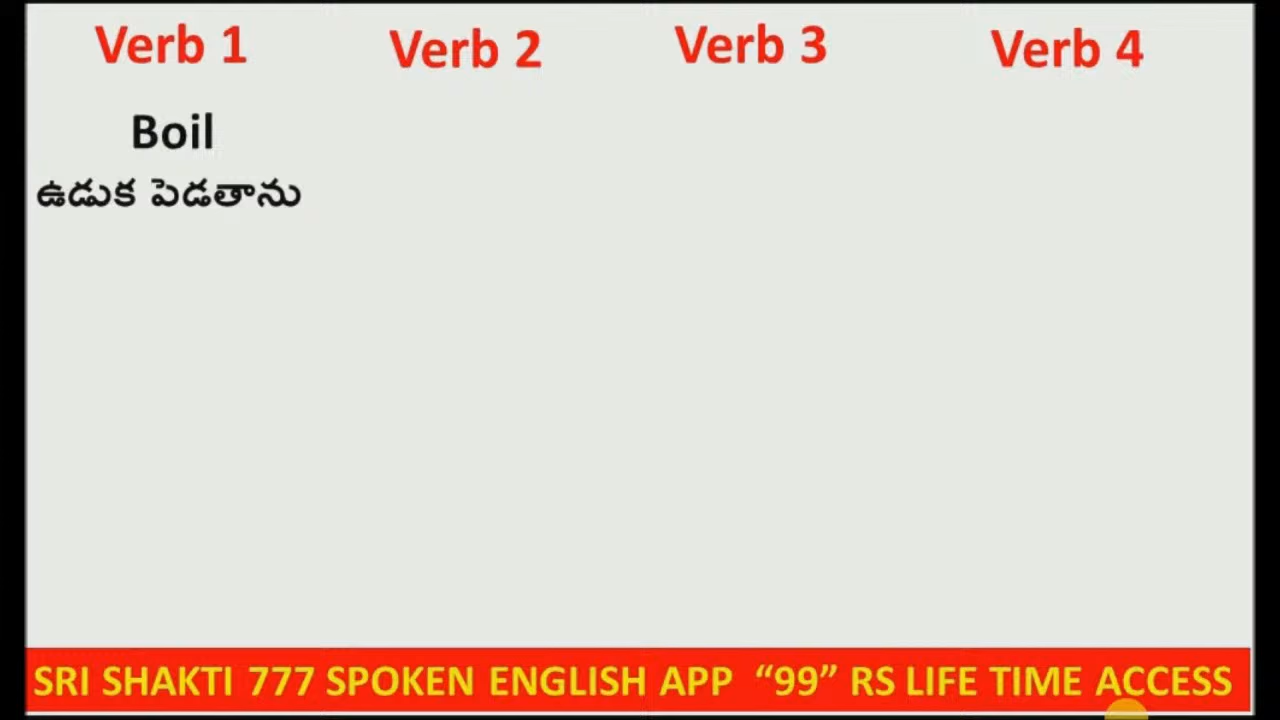 Verb 1 Verb 2 Verb 3 Verb 4
Boil
ఉడుక పెడతాను
SRI SHAKTI 777 SPOKEN ENGLISH APP “99” RS LIFE TIME ACCESS